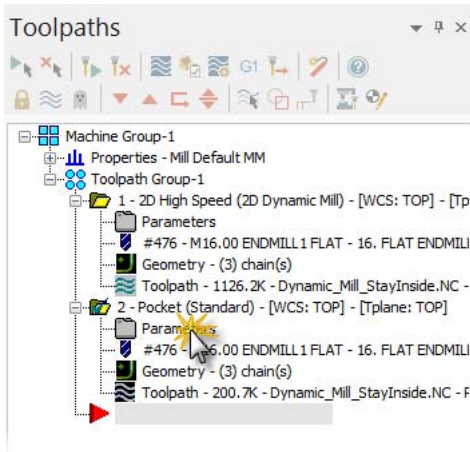 Toolpaths
G1
Machine Group-1
Properties - Mill Default MM
Toolpath Group-1
1 - 2D High Speed (2D Dynamic Mill) - [WCS: TOP] - [Tp
Parameters
#476 - M16.00 ENDMILL1 FLAT - 16. FLAT ENDMILL
Geometry - (3) chain(s)
Toolpath - 1126.2K - Dynamic_Mill_StayInside.NC -
2 - Pocket (Standard) - [WCS: TOP] - [Tplane: TOP]
Parameters
#476 - M16.00 ENDMILL1 FLAT - 16. FLAT ENDMILL
Geometry - (3) chain(s)
Toolpath - 200.7K - Dynamic_Mill_StayInside.NC - P